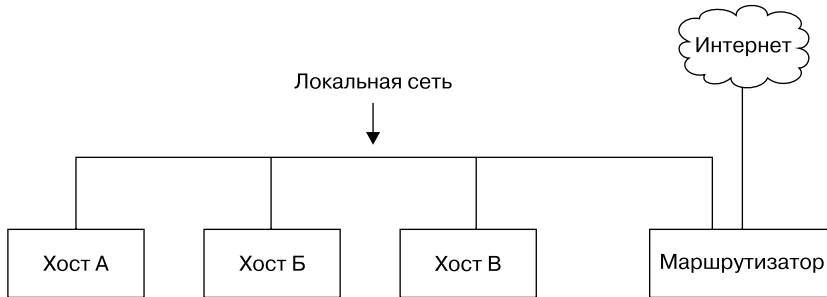 Интернет
Локальная сеть
Хост А
Хост Б
Хост В
Маршрутизатор